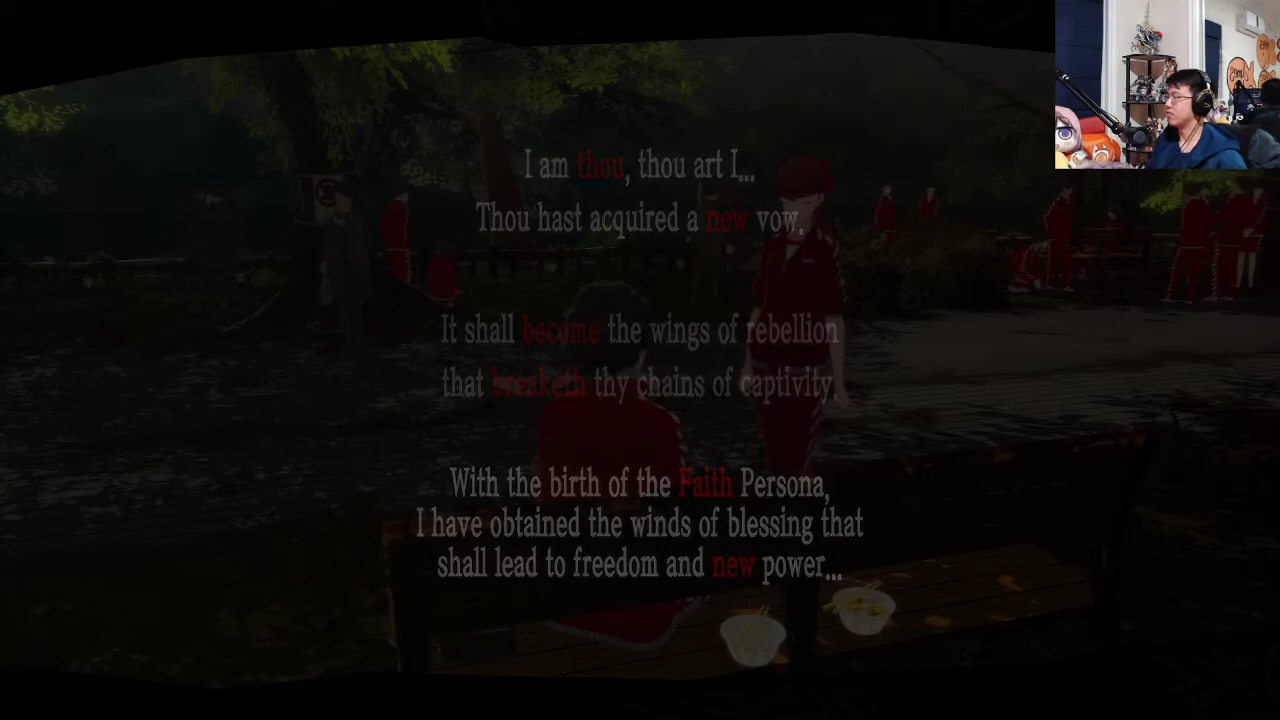 I am thou, thou art I...
Thou hast acquired a new vow.
It shall become the wings of rebellion
that breaketh thy chains of captivity
With the birth of the Faith Persona,
I have obtained the winds of blessing that
shall lead to freedom and new power...